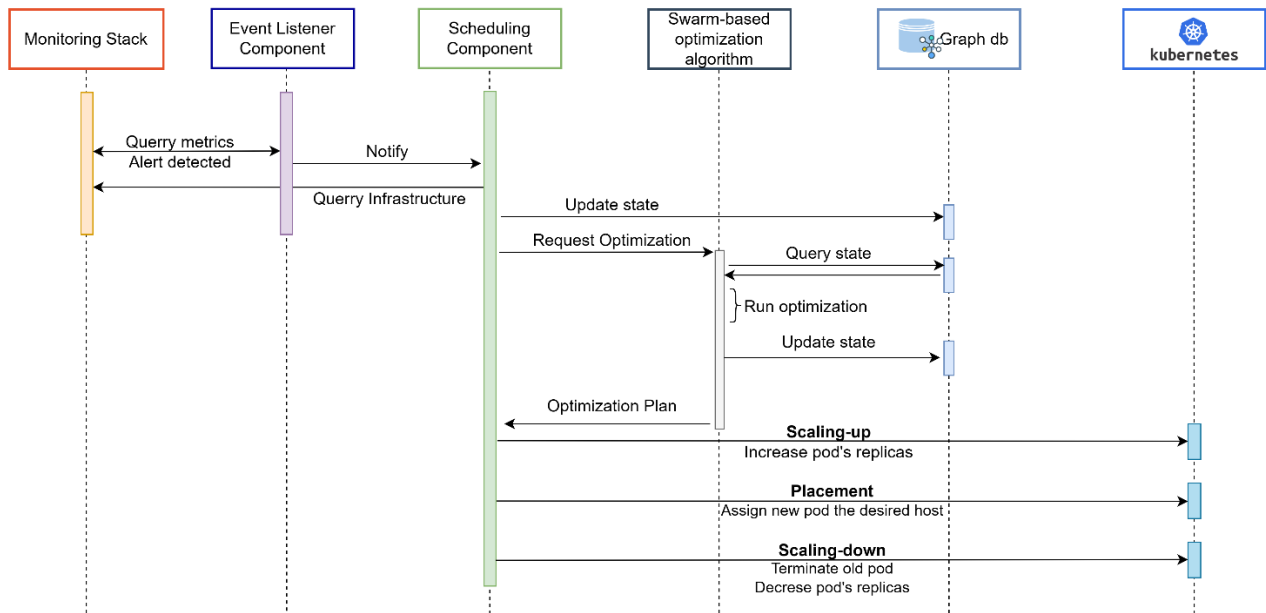 Monitoring Stack
Event Listener
Component
Scheduling
Component
Swarm-based
optimization
algorithm
Graph db
kubernetes
Querry metrics
Alert detected
Notify
Querry Infrastructure
Update state
Request Optimization
Query state
Run optimization
Update state
Optimization Plan
Scaling-up
Increase pod's replicas
Placement
Assign new pod the desired host
Scaling-down
Terminate old pod
Decrese pod's replicas